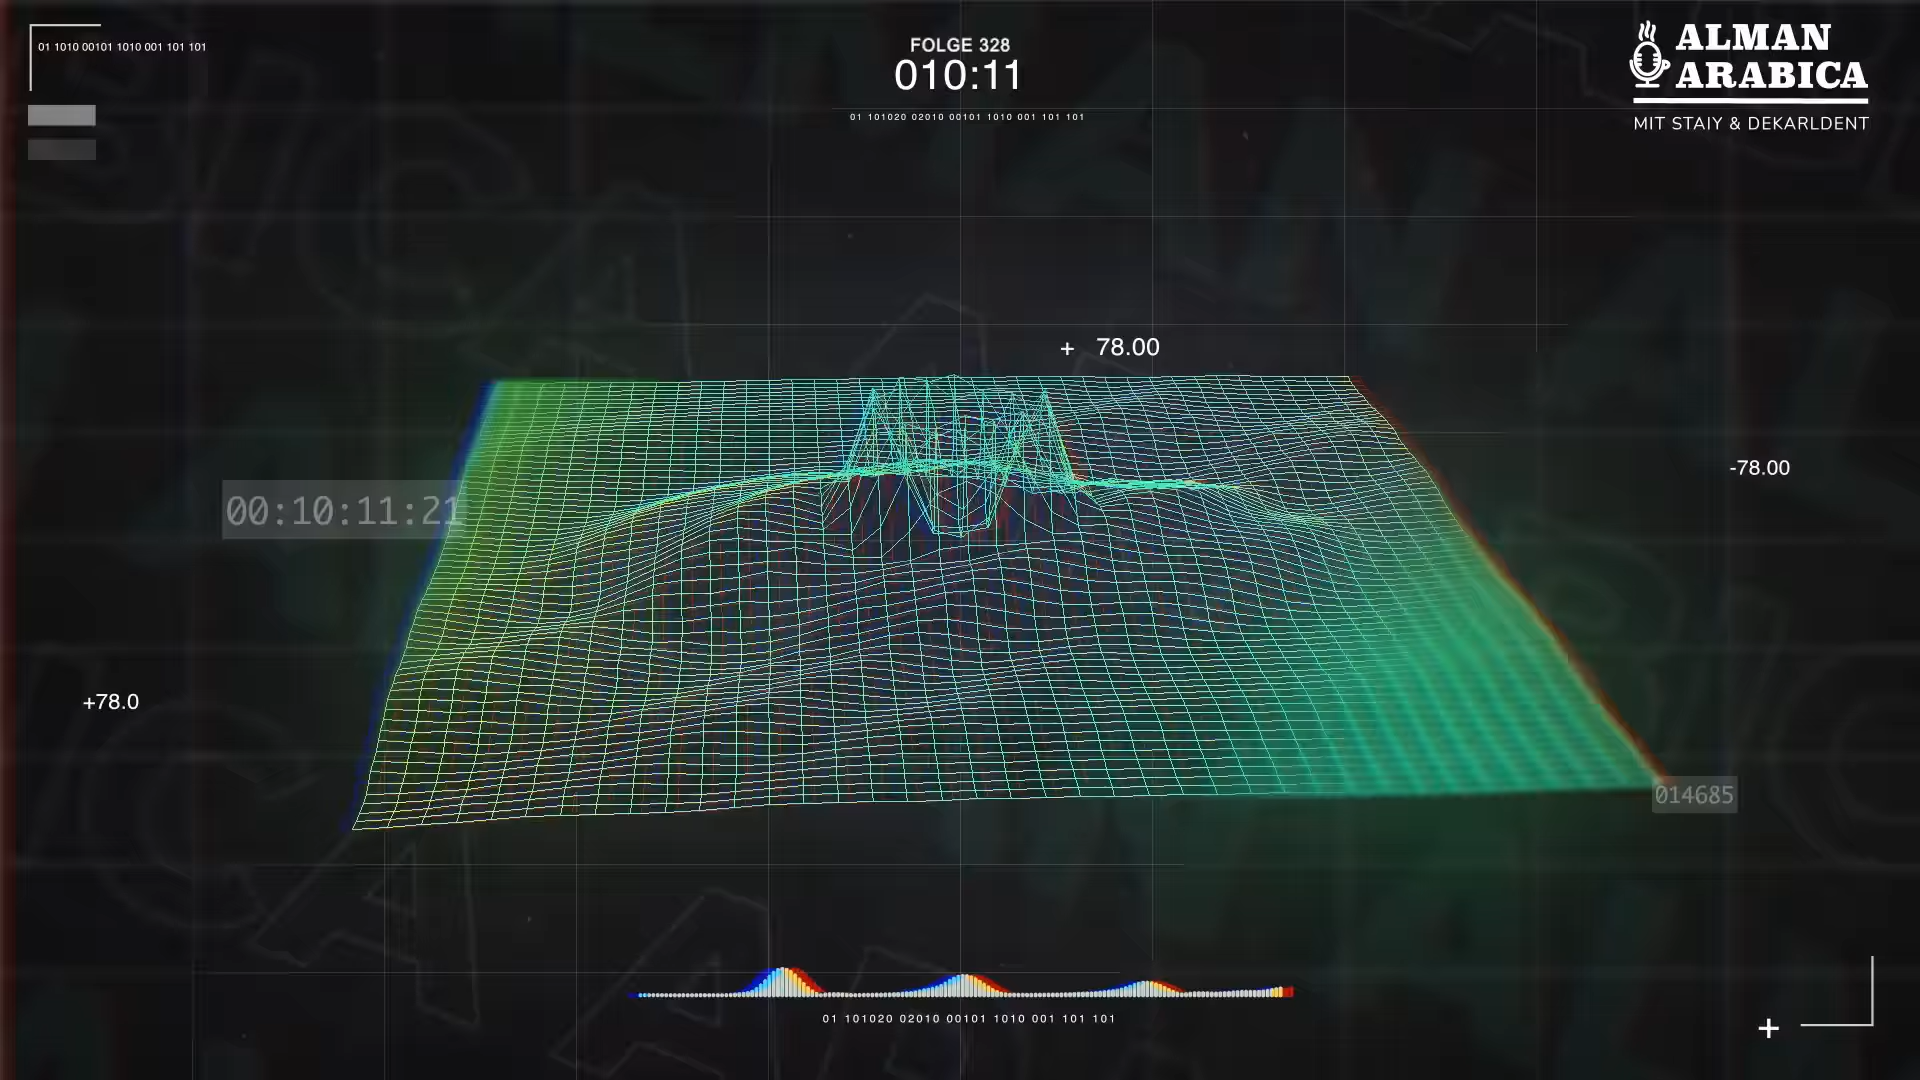 01 1010 00101 1010 001 101 101
FOLGE 328
010:11
01 101020 02010 00101 1010 001 101 101
ALMAN
ARABICA
MIT STAIY & DEKARLDENT
+ 78.00
-78.00
00:10:11:21
+78.0
014685
01 101020 02010 00101 1010 001 101 101
+